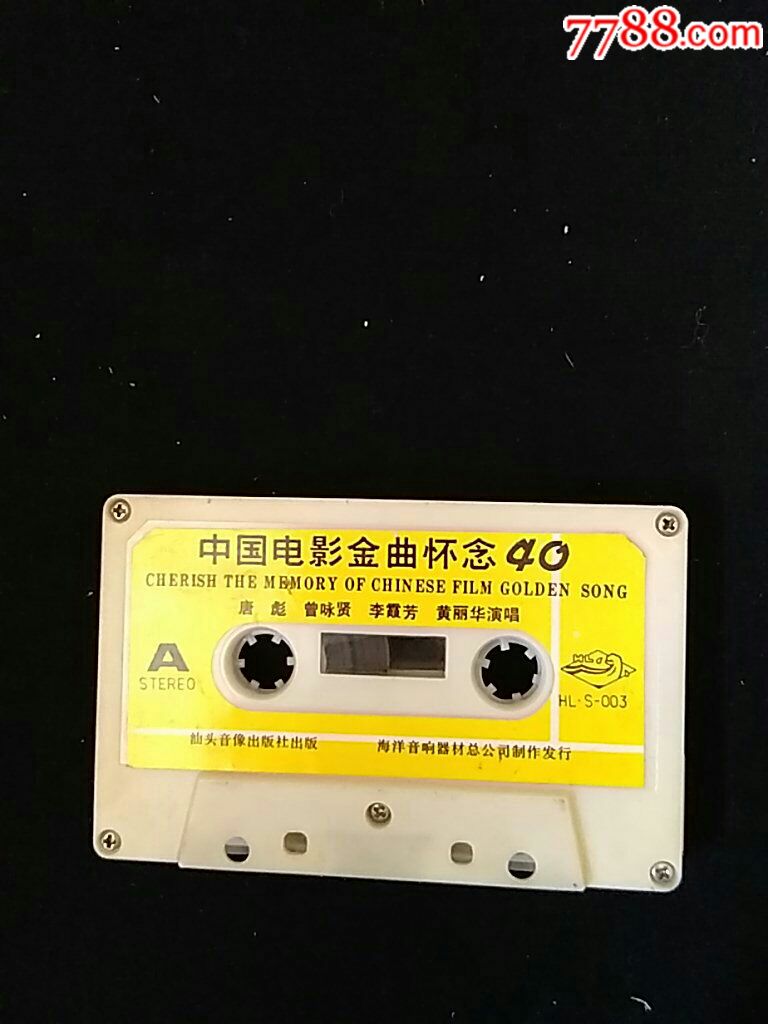 7788.com
中国电影金曲怀念40
CHERISH THE MEMORY OF CHINESE FILM GOLDEN SONG
唐彪 曾咏贤 李霞芳 黄丽华演唱
A
STEREO
HLQC
HL·S-003
汕头音像出版社出版 海洋音响器材总公司制作发行